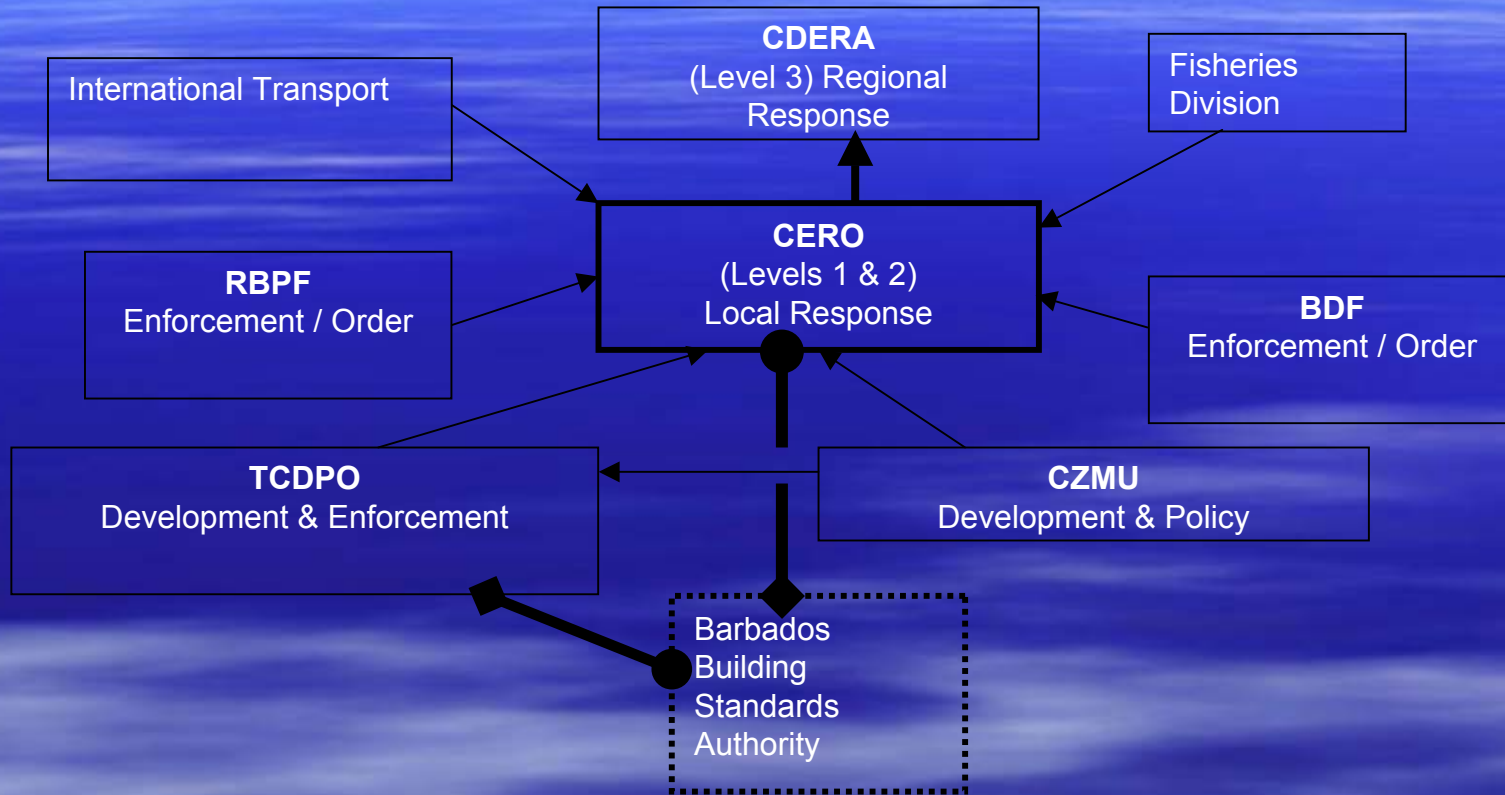 CDERA
(Level 3) Regional
Response
International Transport
Fisheries
Division
CERO
(Levels 1 & 2)
Local Response
RBPF
Enforcement / Order
BDF
Enforcement / Order
TCDPO
Development & Enforcement
CZMU
Development & Policy
Barbados
Building
Standards
Authority